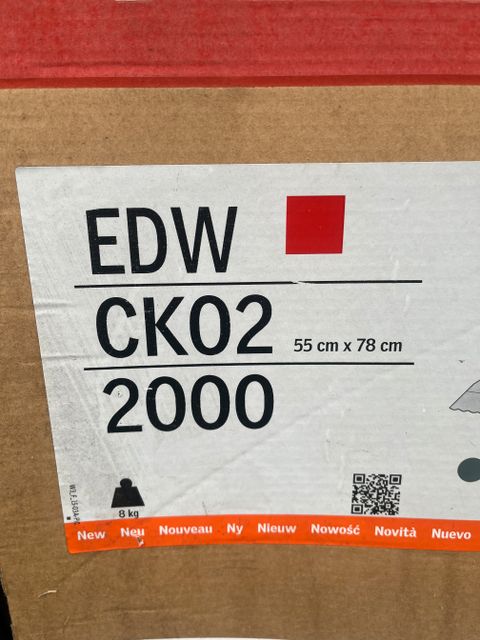 EDW
CK02 55 cm x 78 cm
2000
8 kg
New Neu Nouveau Ny Nieuw Nowość Novità Nuevo